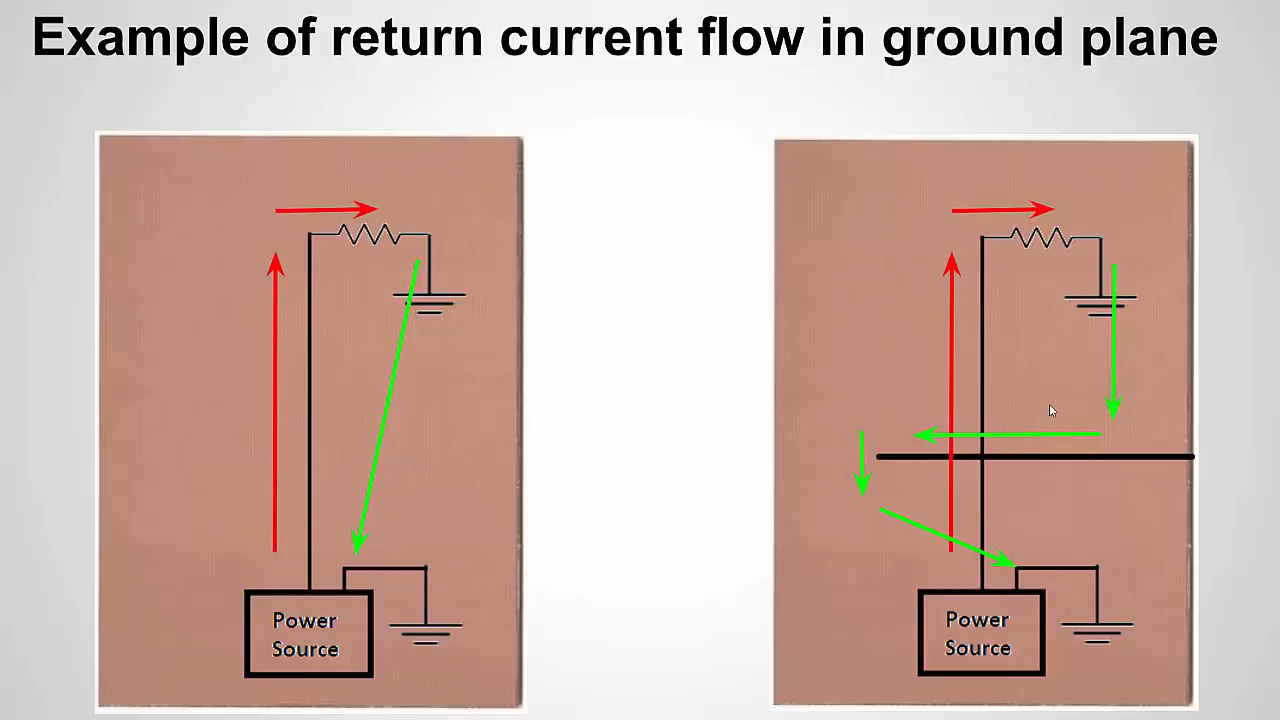 Example of return current flow in ground plane
Power
Source
Power
Source